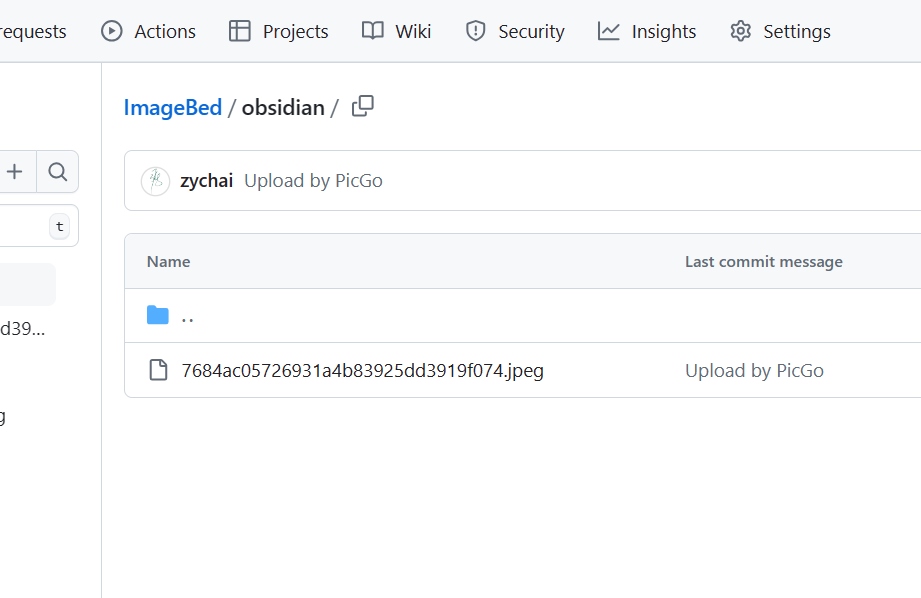 requests Actions Projects Wiki Security Insights Settings
ImageBed / obsidian /
zychai Upload by PicGo
t
Name Last commit message
..
d39...
7684ac05726931a4b83925dd3919f074.jpeg Upload by PicGo
g